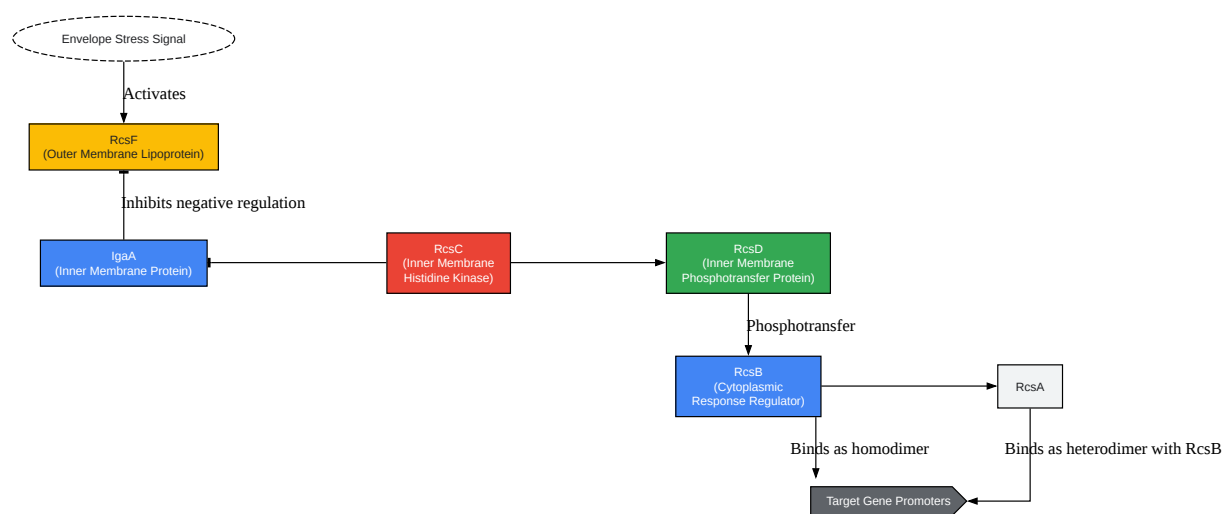 Envelope Stress Signal
Activates
RcsF
(Outer Membrane Lipoprotein)
Inhibits negative regulation
IgaA
(Inner Membrane Protein)
RcsC
(Inner Membrane
Histidine Kinase)
RcsD
(Inner Membrane
Phosphotransfer Protein)
Phosphotransfer
RcsB
(Cytoplasmic
Response Regulator)
RcsA
Binds as homodimer
Binds as heterodimer with RcsB
Target Gene Promoters